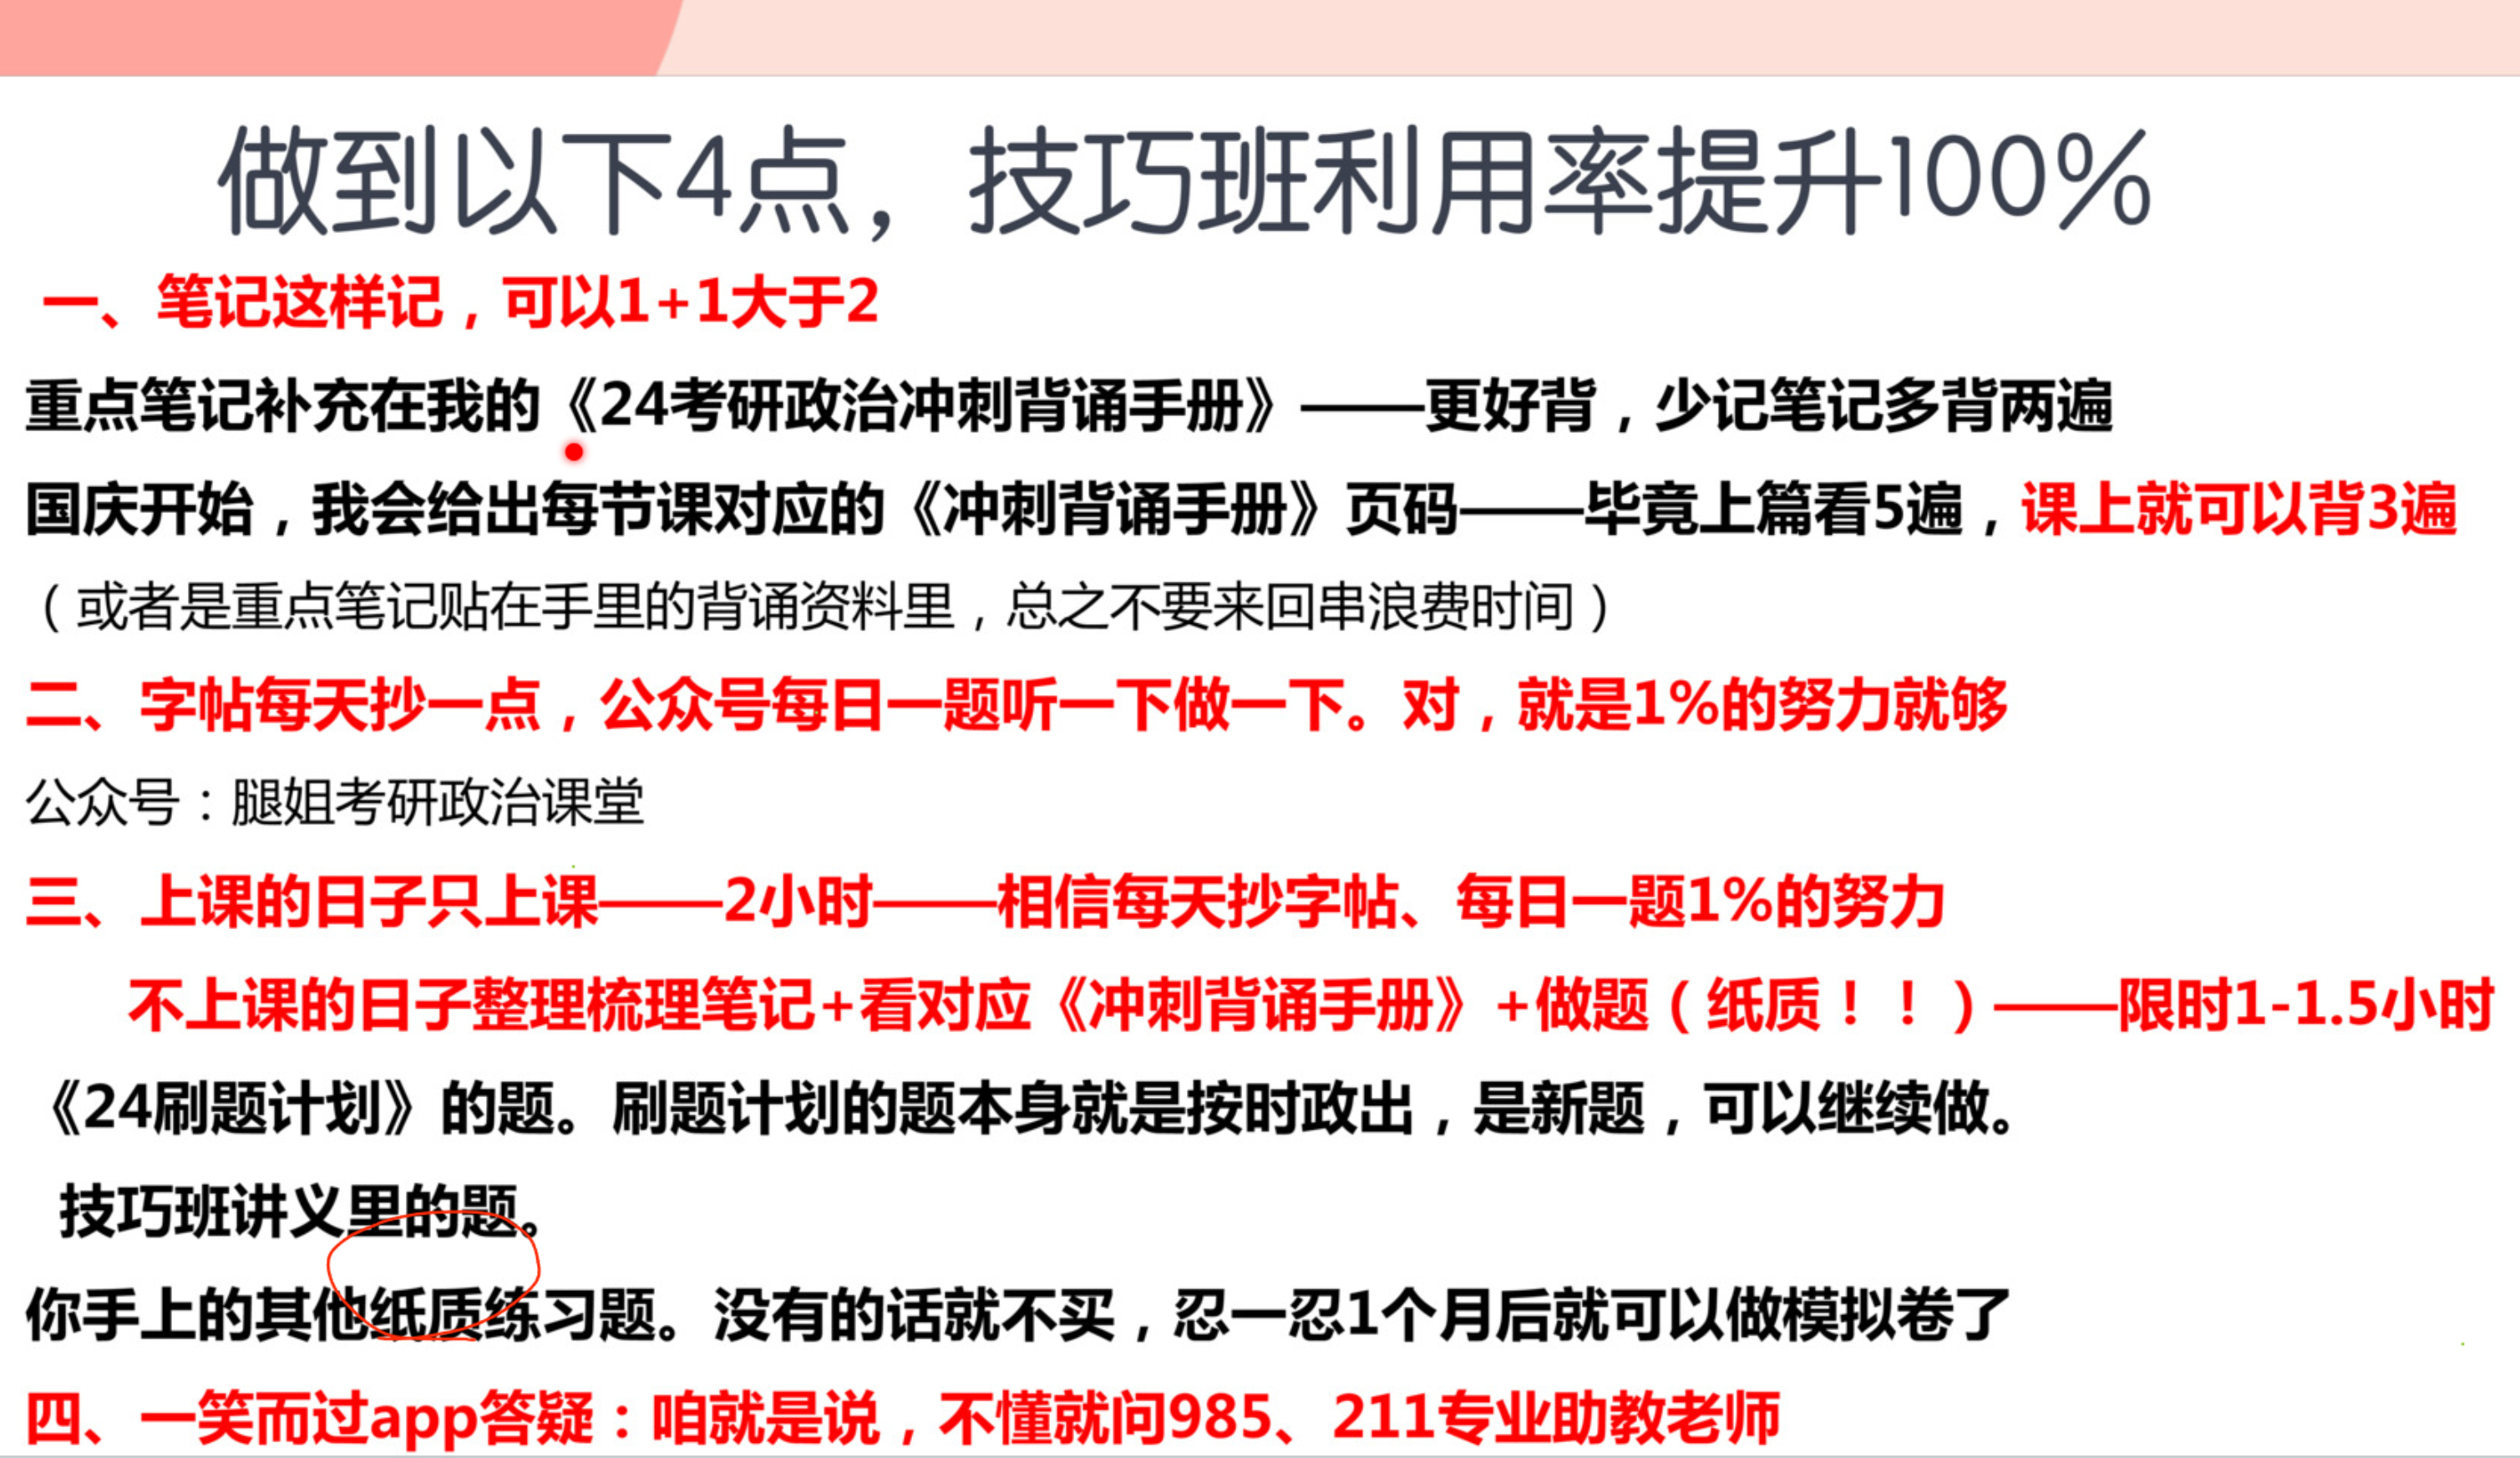 做到以下4点，技巧班利用率提升100%
一、笔记这样记，可以1+1大于2
重点笔记补充在我的《24考研政治冲刺背诵手册》——更好背，少记笔记多背两遍
国庆开始，我会给出每节课对应的《冲刺背诵手册》页码——毕竟上篇看5遍，课上就可以背3遍
（或者是重点笔记贴在手里的背诵资料里，总之不要来回串浪费时间）
二、字帖每天抄一点，公众号每日一题听一下做一下。对，就是1%的努力就够
公众号：腿姐考研政治课堂
三、上课的日子只上课——2小时——相信每天抄字帖、每日一题1%的努力
不上课的日子整理梳理笔记+看对应《冲刺背诵手册》+做题（纸质！！）——限时1-1.5小时
《24刷题计划》的题。刷题计划的题本身就是按时政出，是新题，可以继续做。
技巧班讲义里的题。
你手上的其他纸质练习题。没有的话就不买，忍一忍1个月后就可以做模拟卷了
四、一笑而过app答疑：咱就是说，不懂就问985、211专业助教老师